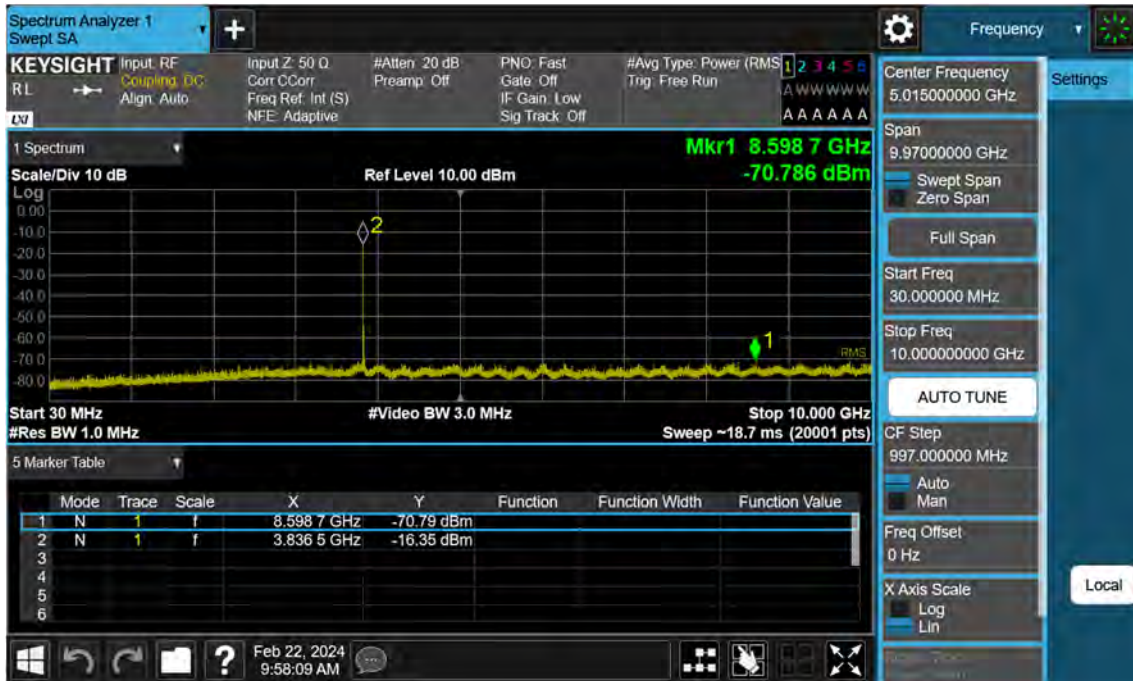 Spectrum Analyzer 1
Swept SA
+
Frequency
KEYSIGHT
RL
LXI
Input: RF
Coupling: DC
Align: Auto
Input Z: 50 Ω
Corr CCorr
Freq Ref: Int (S)
NFE: Adaptive
#Atten: 20 dB
Preamp: Off
PNO: Fast
Gate: Off
IF Gain: Low
Sig Track: Off
#Avg Type: Power (RMS
Trig: Free Run
1 2 3 4 5 6
A W W W W W
A A A A A A
Center Frequency
5.015000000 GHz
Settings
1 Spectrum
Mkr1 8.598 7 GHz
Scale/Div 10 dB
Ref Level 10.00 dBm
-70.786 dBm
Log
0.00
-10.0
-20.0
-30.0
-40.0
-50.0
-60.0
-70.0
-80.0
2
1
RMS
Start 30 MHz
#Video BW 3.0 MHz
Stop 10.000 GHz
#Res BW 1.0 MHz
Sweep ~18.7 ms (20001 pts)
Span
9.97000000 GHz
Swept Span
Zero Span
Full Span
Start Freq
30.000000 MHz
Stop Freq
10.000000000 GHz
AUTO TUNE
CF Step
997.000000 MHz
Auto
Man
Freq Offset
0 Hz
X Axis Scale
Log
Lin
Local
5 Marker Table
Mode Trace Scale X Y Function Function Width Function Value
1 N 1 f 8.598 7 GHz -70.79 dBm
2 N 1 f 3.836 5 GHz -16.35 dBm
3
4
5
6
?
Feb 22, 2024
9:58:09 AM